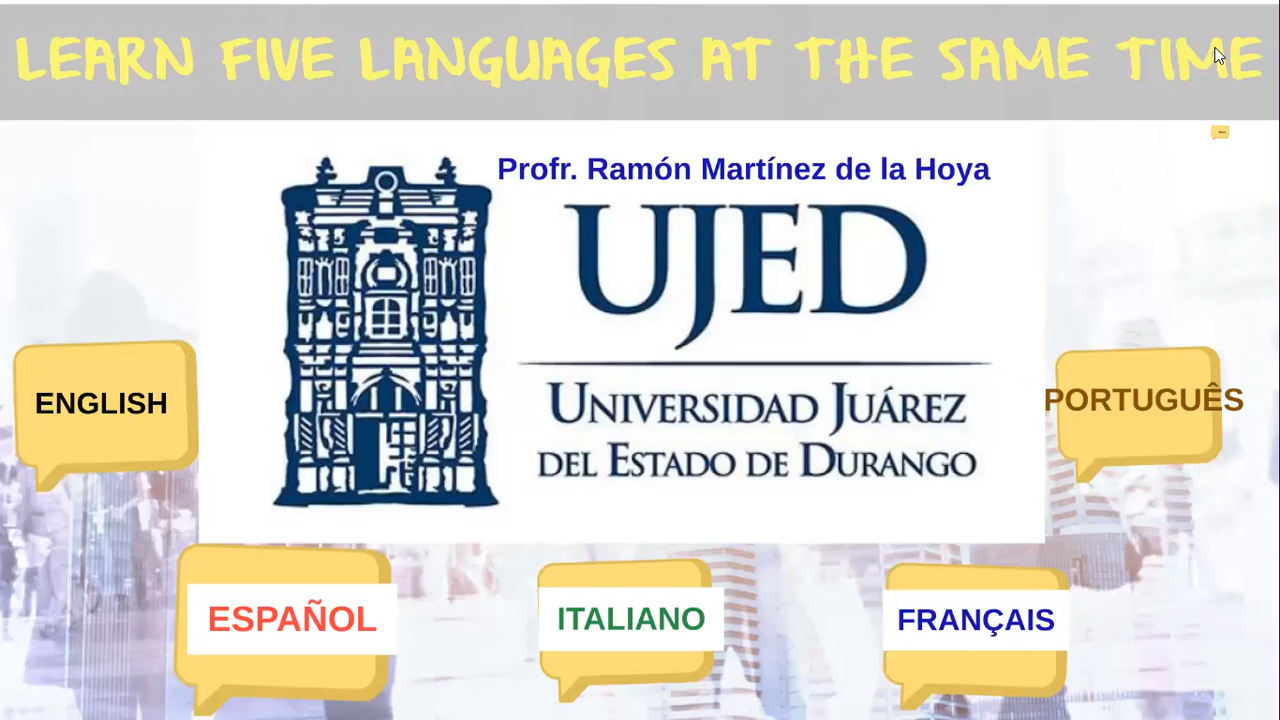 LEARN FIVE LANGUAGES AT THE SAME TIME
Profr. Ramón Martínez de la Hoya
UJED
UNIVERSIDAD JUÁREZ
DEL ESTADO DE DURANGO
ENGLISH
PORTUGUÊS
ESPAÑOL
ITALIANO
FRANÇAIS